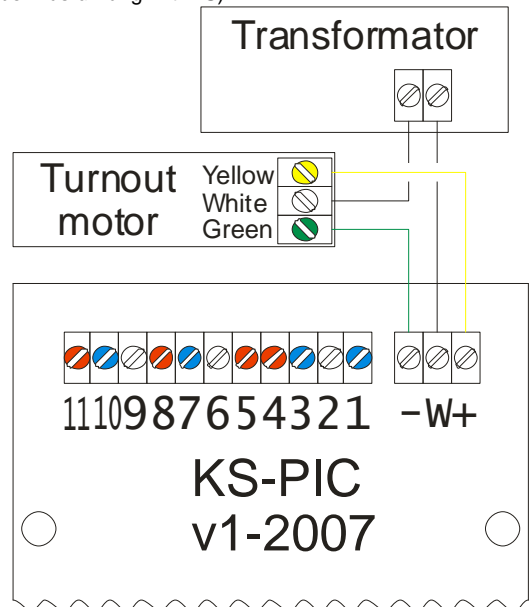 Transformator
Turnout
motor
Yellow
White
Green
1110987654321 -W+
KS-PIC
v1-2007